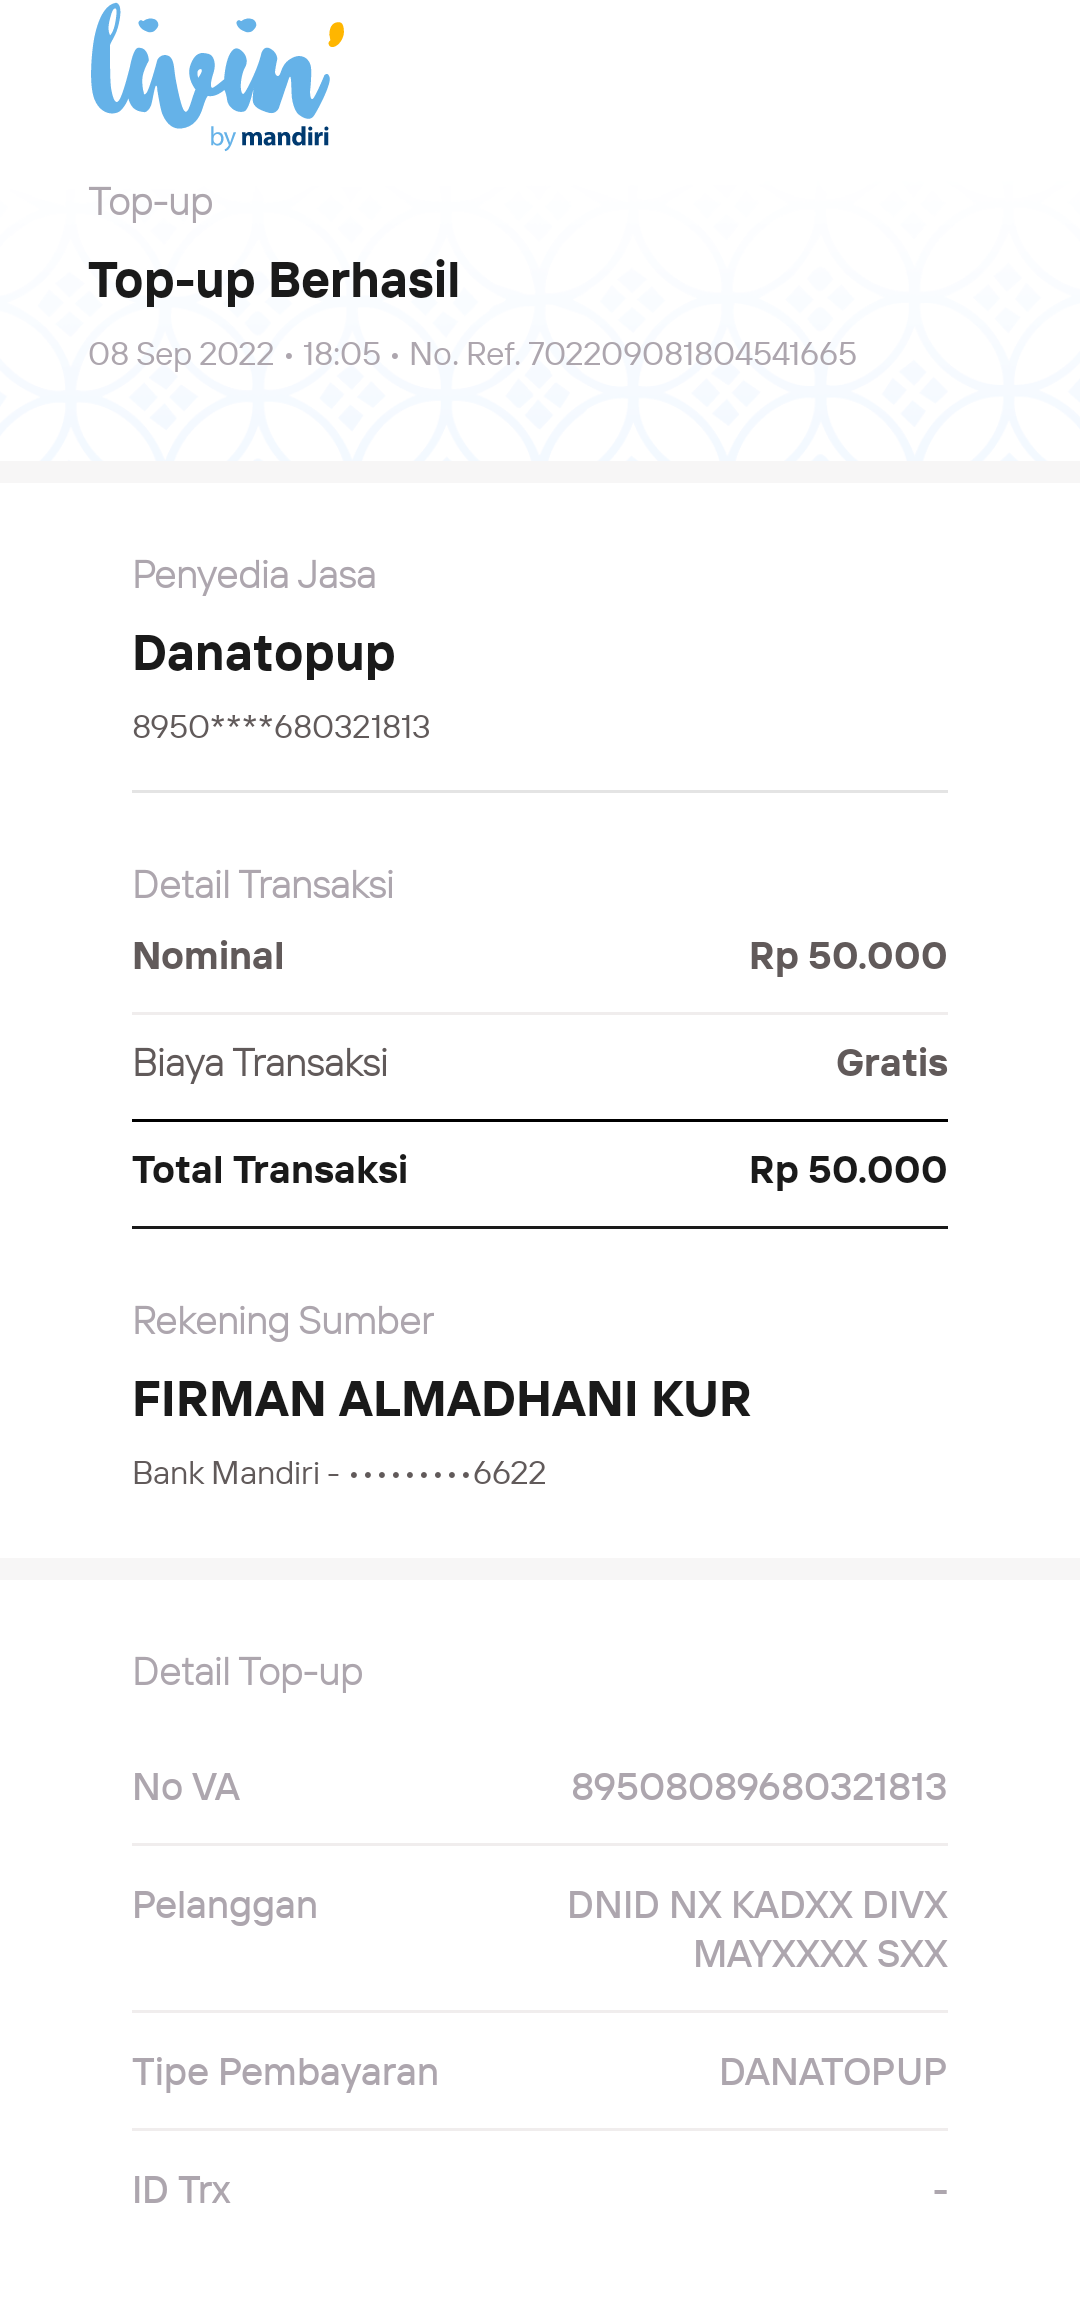 livin'
by mandiri
Top-up
Top-up Berhasil
08 Sep 2022 • 18:05 • No. Ref. 702209081804541665
Penyedia Jasa
Danatopup
8950****680321813
Detail Transaksi
Nominal Rp 50.000
Biaya Transaksi Gratis
Total Transaksi Rp 50.000
Rekening Sumber
FIRMAN ALMADHANI KUR
Bank Mandiri - •••••••••6622
Detail Top-up
No VA 89508089680321813
Pelanggan DNID NX KADXX DIVX
MAYXXXX SXX
Tipe Pembayaran DANATOPUP
ID Trx -